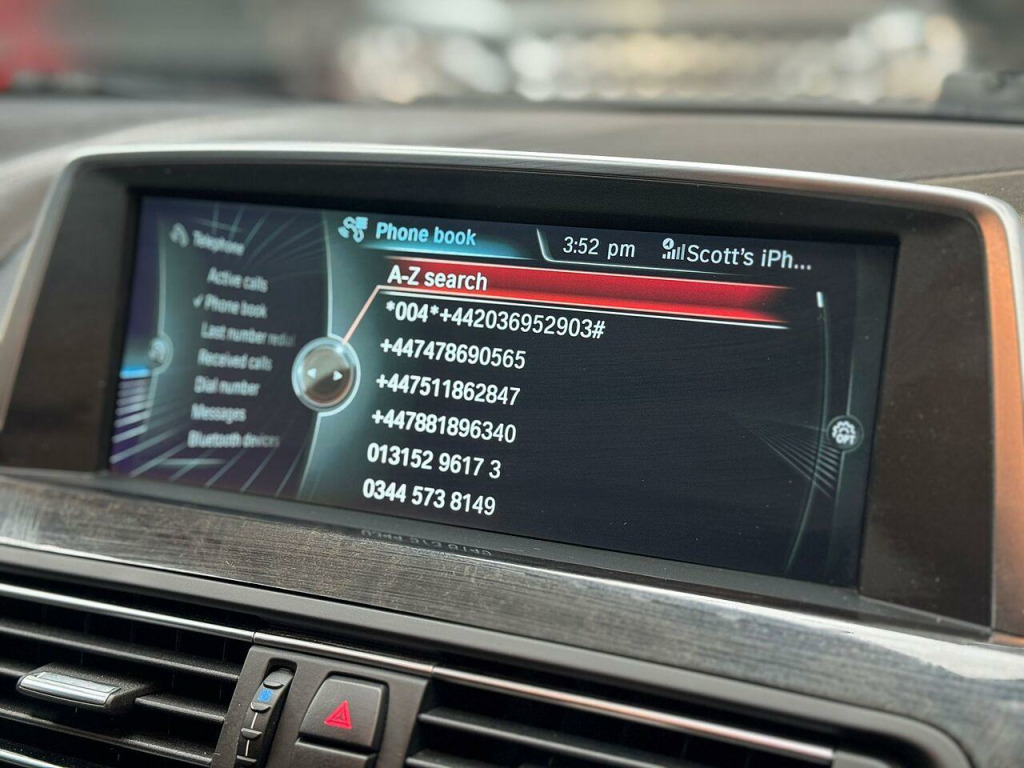 Telephone
Active calls
Phone book
Last number redial
Received calls
Dial number
Messages
Bluetooth devices
Phone book
3:52 pm
Scott's iPh...
A-Z search
*004*+442036952903#
+447478690565
+447511862847
+447881896340
013152 9617 3
0344 573 8149
OPT